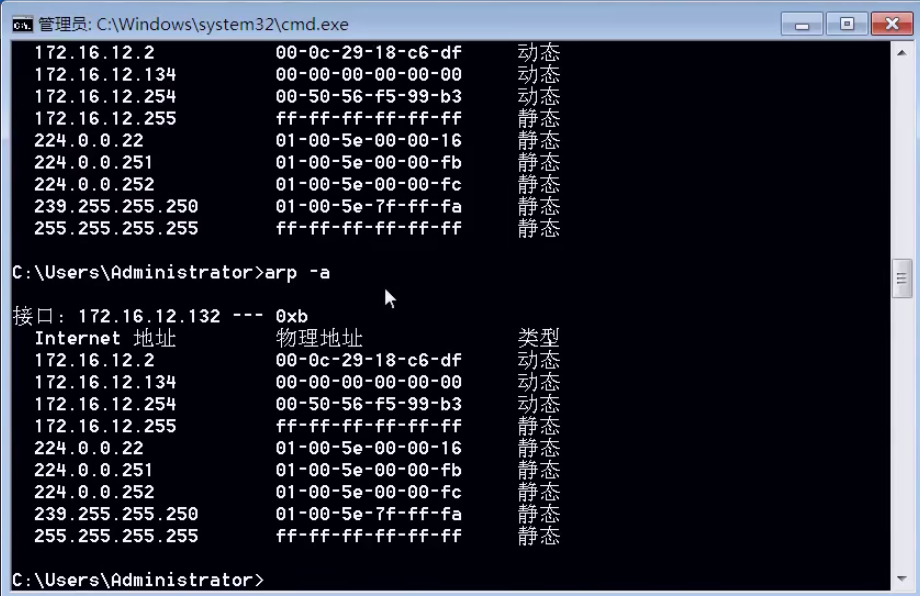 管理员: C:\Windows\system32\cmd.exe
172.16.12.2 00-0c-29-18-c6-df 动态
172.16.12.134 00-00-00-00-00-00 动态
172.16.12.254 00-50-56-f5-99-b3 动态
172.16.12.255 ff-ff-ff-ff-ff-ff 静态
224.0.0.22 01-00-5e-00-00-16 静态
224.0.0.251 01-00-5e-00-00-fb 静态
224.0.0.252 01-00-5e-00-00-fc 静态
239.255.255.250 01-00-5e-7f-ff-fa 静态
255.255.255.255 ff-ff-ff-ff-ff-ff 静态
C:\Users\Administrator>arp -a
接口: 172.16.12.132 --- 0xb
Internet 地址 物理地址 类型
172.16.12.2 00-0c-29-18-c6-df 动态
172.16.12.134 00-00-00-00-00-00 动态
172.16.12.254 00-50-56-f5-99-b3 动态
172.16.12.255 ff-ff-ff-ff-ff-ff 静态
224.0.0.22 01-00-5e-00-00-16 静态
224.0.0.251 01-00-5e-00-00-fb 静态
224.0.0.252 01-00-5e-00-00-fc 静态
239.255.255.250 01-00-5e-7f-ff-fa 静态
255.255.255.255 ff-ff-ff-ff-ff-ff 静态
C:\Users\Administrator>